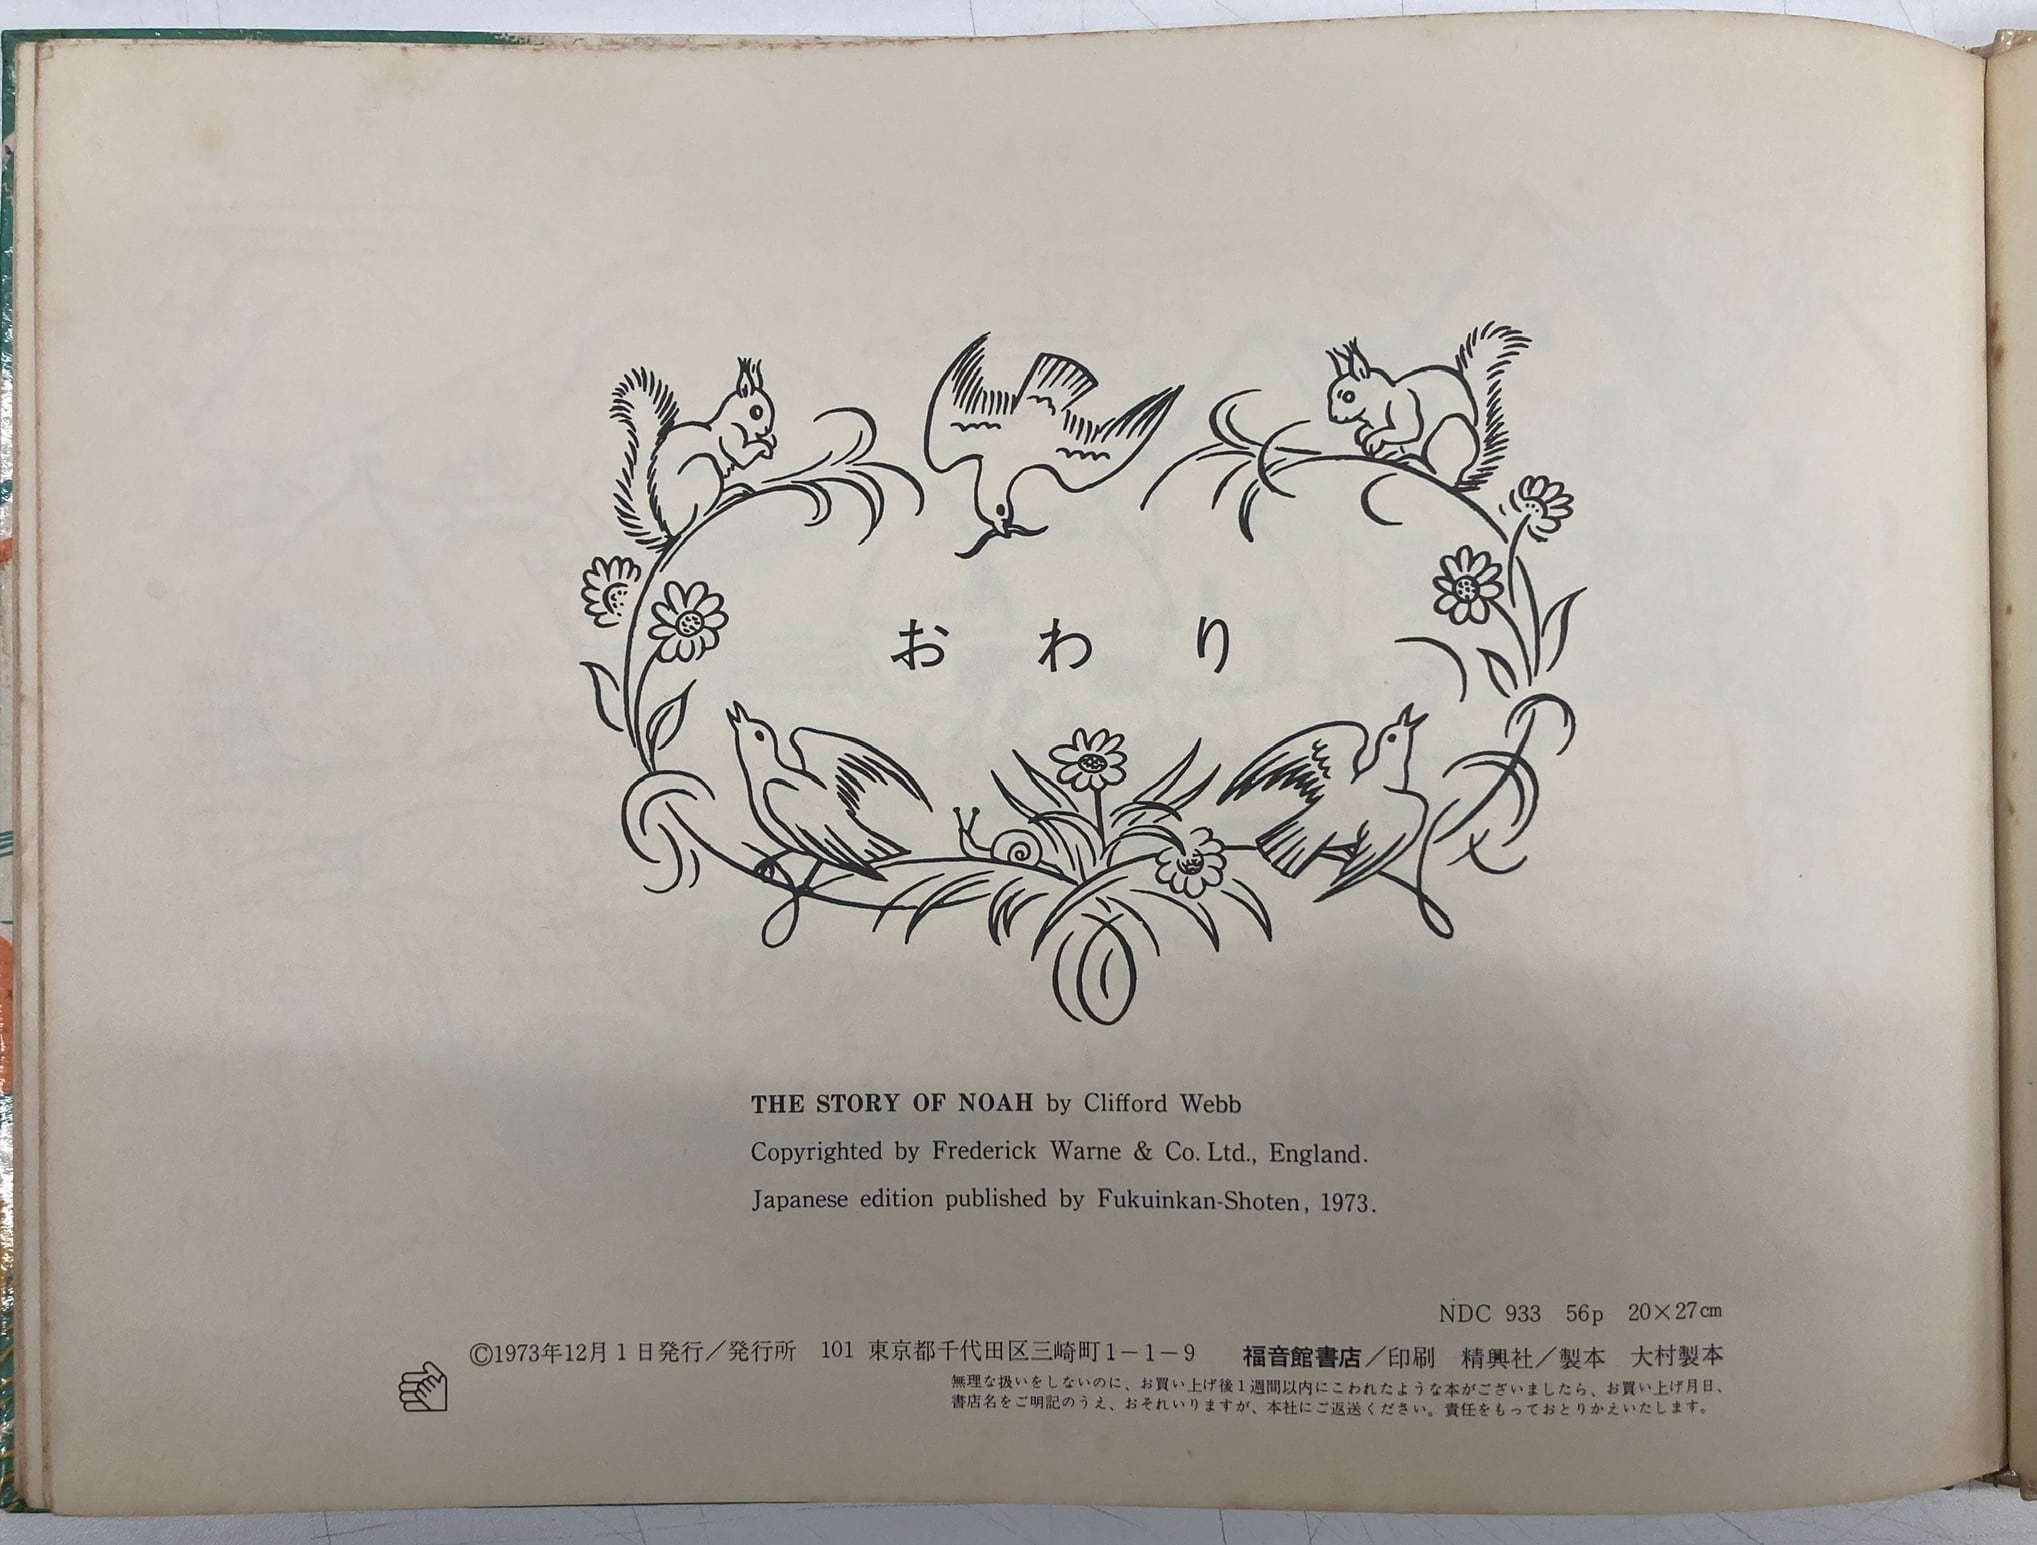 おわり
THE STORY OF NOAH by Clifford Webb
Copyrighted by Frederick Warne & Co. Ltd., England.
Japanese edition published by Fukuinkan-Shoten, 1973.
NDC 933 56p 20×27cm
©1973年12月1日発行／発行所 101 東京都千代田区三崎町1－1－9 福音館書店／印刷 精興社／製本 大村製本
無理な扱いをしないのに、お買い上げ後1週間以内にこわれたような本がございましたら、お買い上げ月日、
書店名をご明記のうえ、おそれいりますが、本社にご返送ください。責任をもっておとりかえいたします。